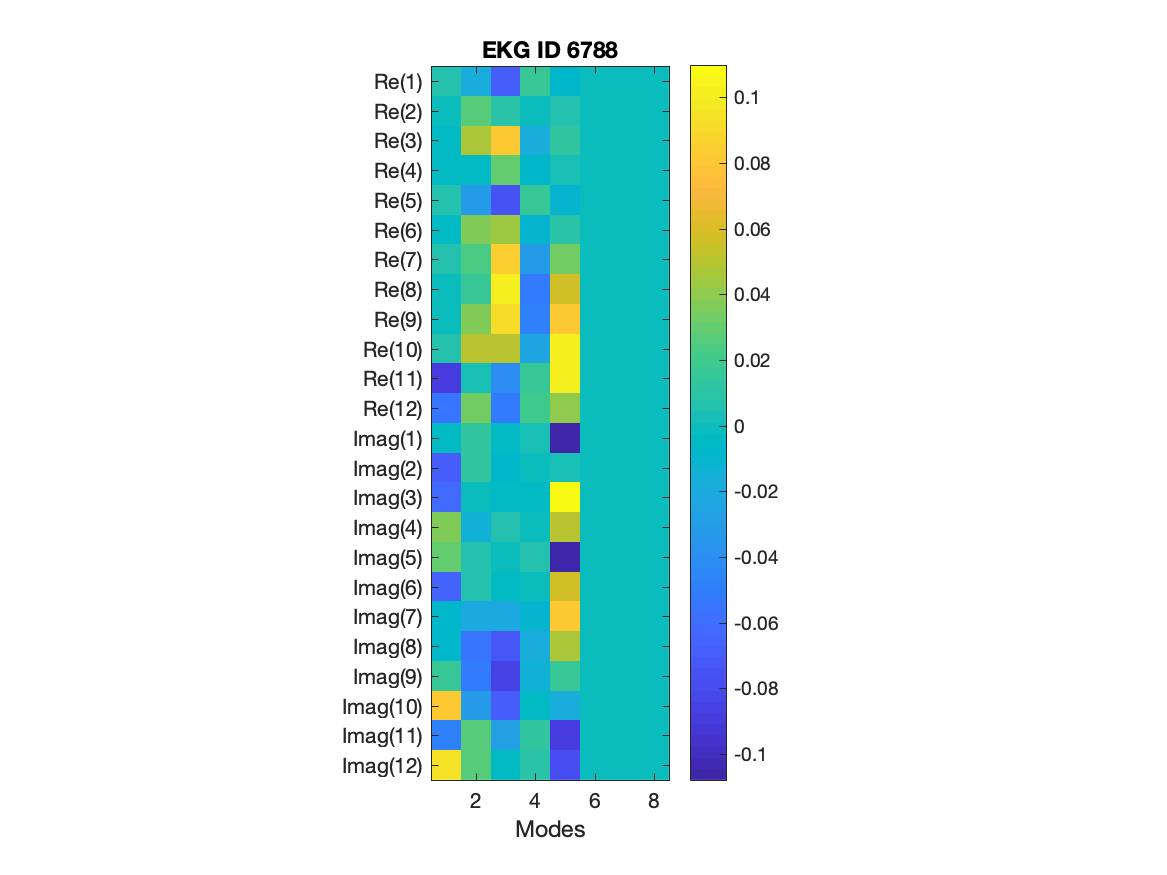 EKG ID 6788
Re(1)
Re(2)
Re(3)
Re(4)
Re(5)
Re(6)
Re(7)
Re(8)
Re(9)
Re(10)
Re(11)
Re(12)
Imag(1)
Imag(2)
Imag(3)
Imag(4)
Imag(5)
Imag(6)
Imag(7)
Imag(8)
Imag(9)
Imag(10)
Imag(11)
Imag(12)
2 4 6 8
Modes
0.1
0.08
0.06
0.04
0.02
0
-0.02
-0.04
-0.06
-0.08
-0.1